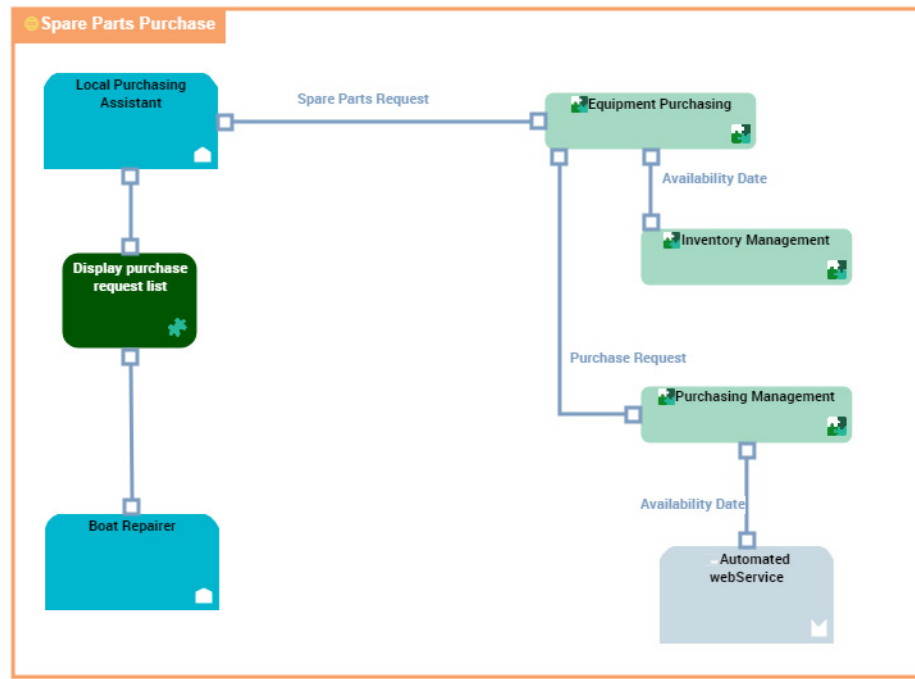 Spare Parts Purchase
Local Purchasing
Assistant
Spare Parts Request
Equipment Purchasing
Availability Date
Inventory Management
Display purchase
request list
Purchase Request
Purchasing Management
Availability Date
Boat Repairer
Automated
webService